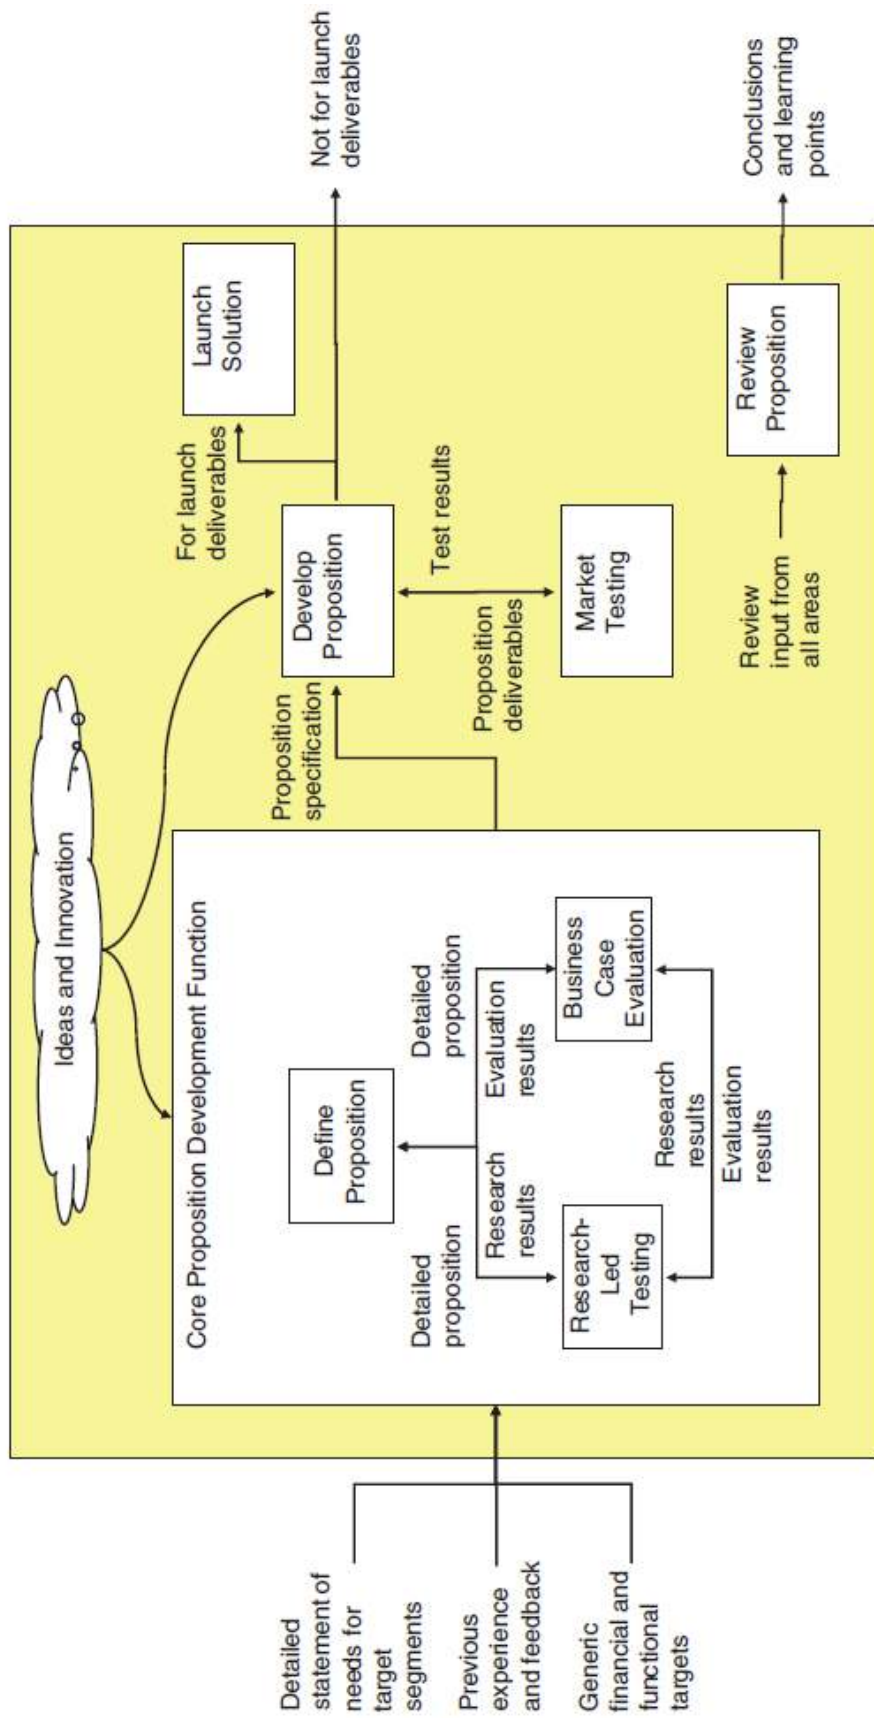 Ideas and Innovation
Detailed
statement of
needs for
target
segments
Previous
experience
and feedback
Generic
financial and
functional
targets
Core Proposition Development Function
Define
Proposition
Detailed
proposition
Research
results
Detailed
proposition
Evaluation
results
Research-
Led
Testing
Business
Case
Evaluation
Research
results
Evaluation
results
Proposition
specification
Develop
Proposition
For launch
deliverables
Launch
Solution
Not for launch
deliverables
Proposition
deliverables
Test results
Market
Testing
Review
input from
all areas
Review
Proposition
Conclusions
and learning
points